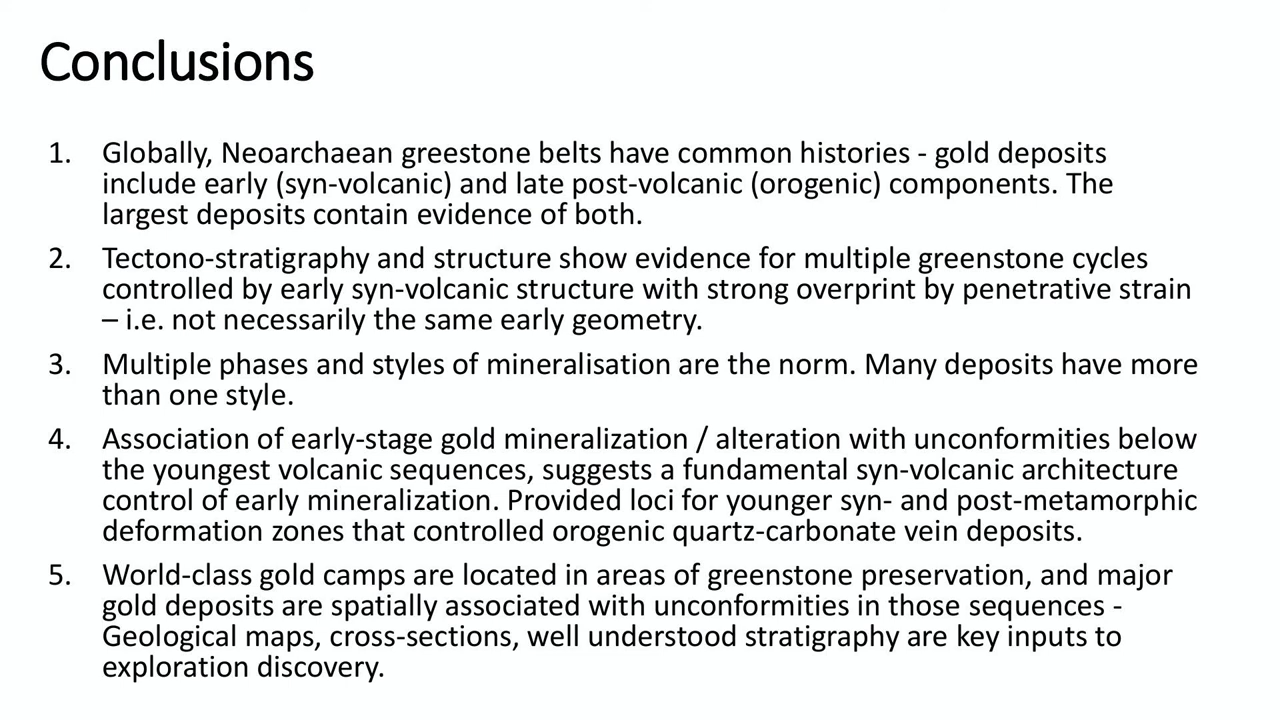 Conclusions
1. Globally, Neoarchaean greestone belts have common histories - gold deposits
include early (syn-volcanic) and late post-volcanic (orogenic) components. The
largest deposits contain evidence of both.
2. Tectono-stratigraphy and structure show evidence for multiple greenstone cycles
controlled by early syn-volcanic structure with strong overprint by penetrative strain
– i.e. not necessarily the same early geometry.
3. Multiple phases and styles of mineralisation are the norm. Many deposits have more
than one style.
4. Association of early-stage gold mineralization / alteration with unconformities below
the youngest volcanic sequences, suggests a fundamental syn-volcanic architecture
control of early mineralization. Provided loci for younger syn- and post-metamorphic
deformation zones that controlled orogenic quartz-carbonate vein deposits.
5. World-class gold camps are located in areas of greenstone preservation, and major
gold deposits are spatially associated with unconformities in those sequences -
Geological maps, cross-sections, well understood stratigraphy are key inputs to
exploration discovery.